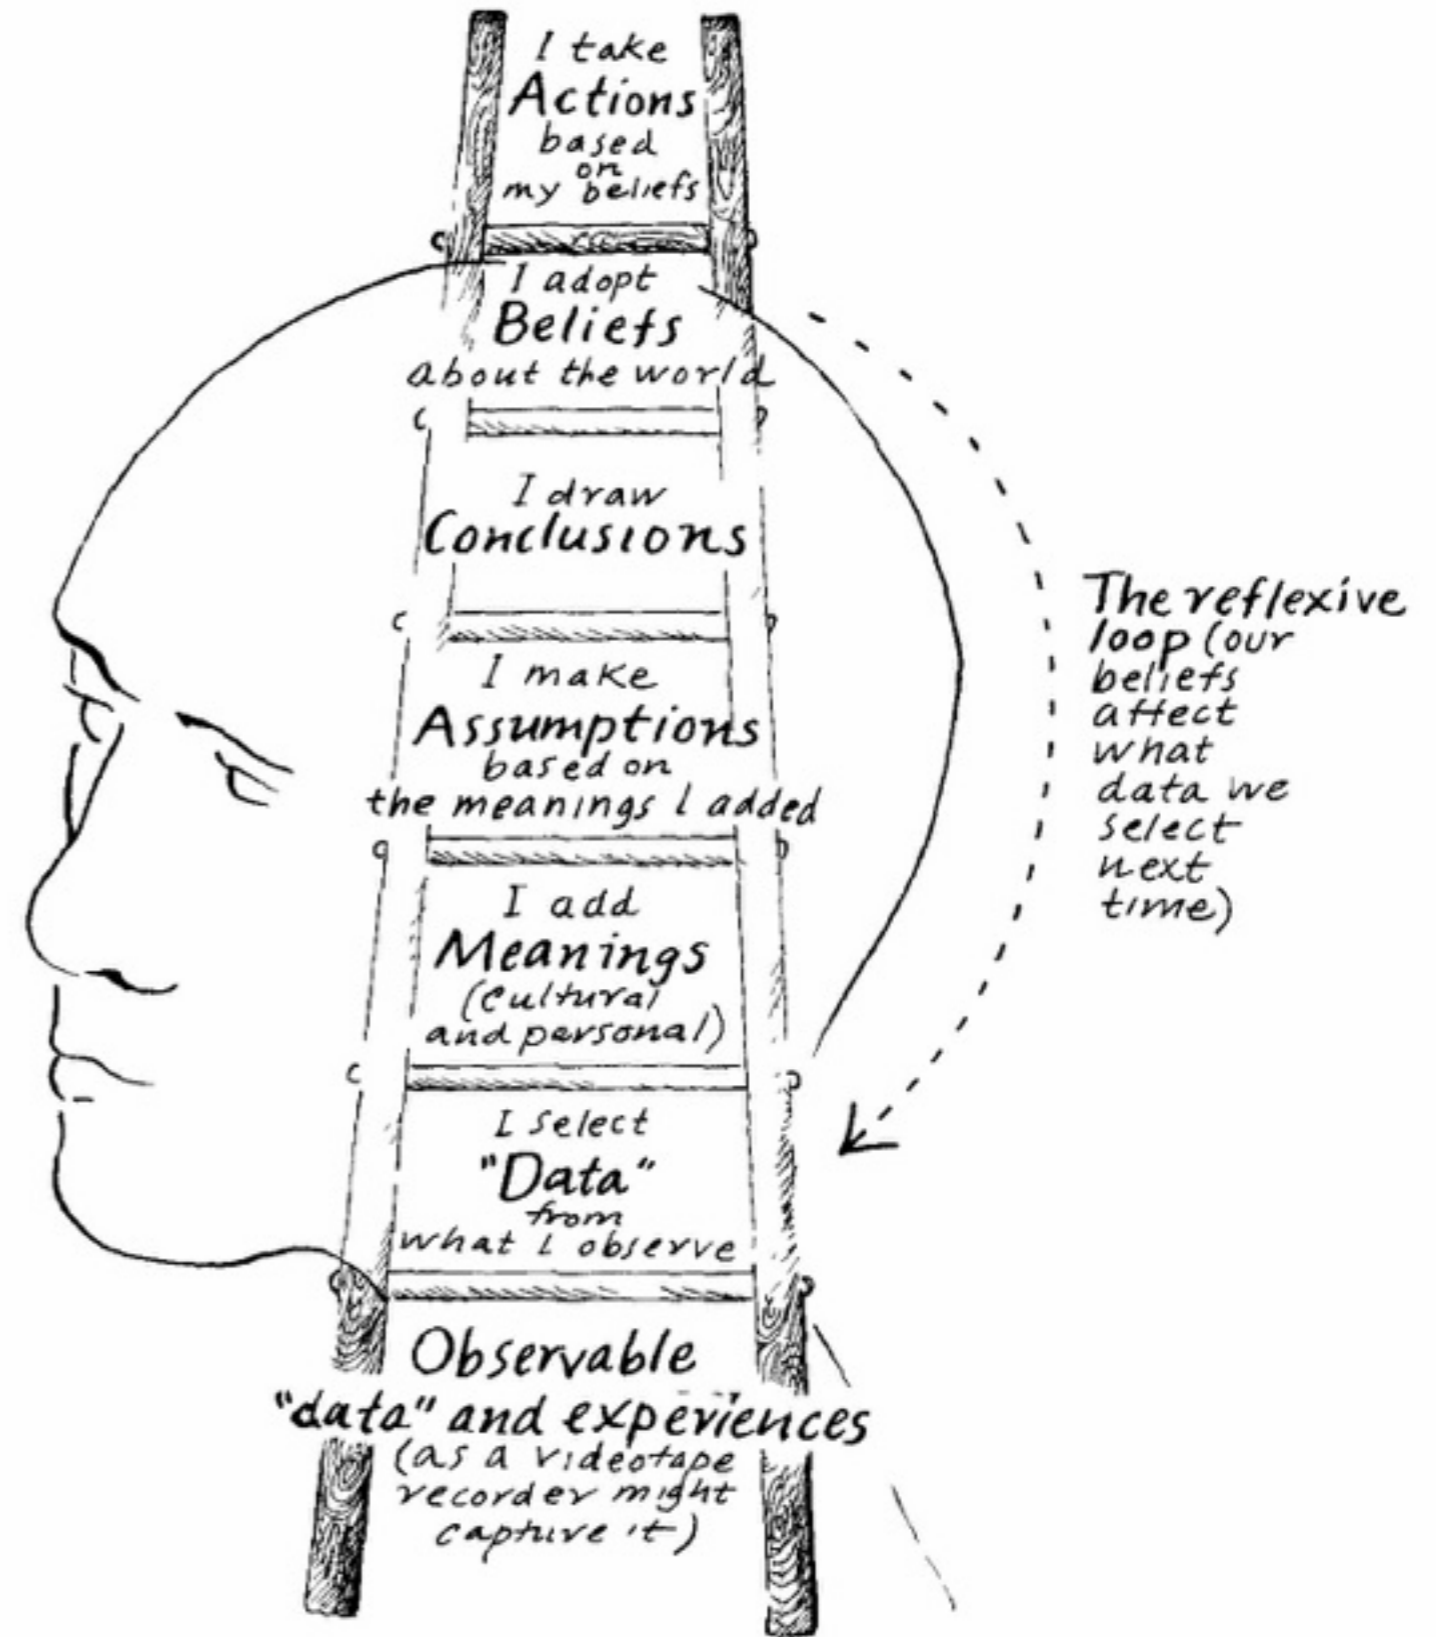 I take
Actions
based
on
my beliefs
I adopt
Beliefs
about the world
I draw
Conclusions
I make
Assumptions
based on
the meanings I added
I add
Meanings
(Cultural
and personal)
I select
"Data"
from
what I observe
Observable
"data" and experiences
(as a videotape
recorder might
capture it)
The reflexive
loop (our
beliefs
affect
what
data we
select
next
time)